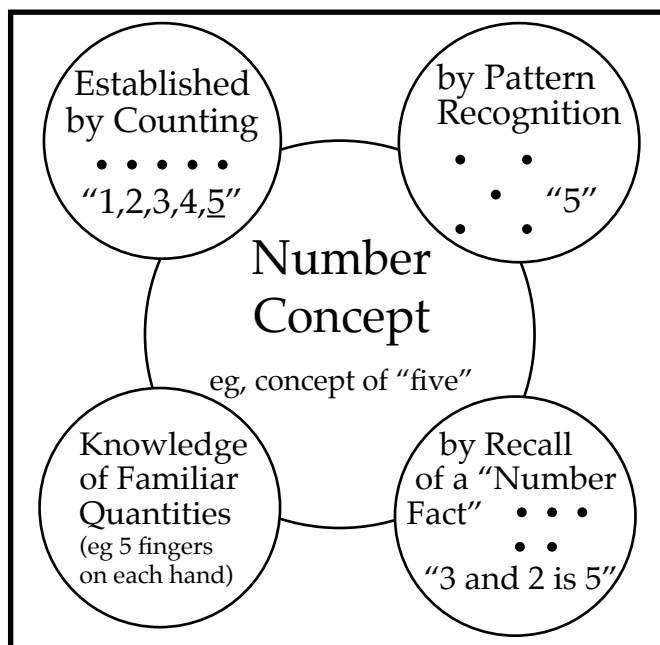 Established
by Counting
“1,2,3,4,5”
by Pattern
Recognition
“5”
Number
Concept
eg, concept of “five”
Knowledge
of Familiar
Quantities
(eg 5 fingers
on each hand)
by Recall
of a “Number
Fact”
“3 and 2 is 5”